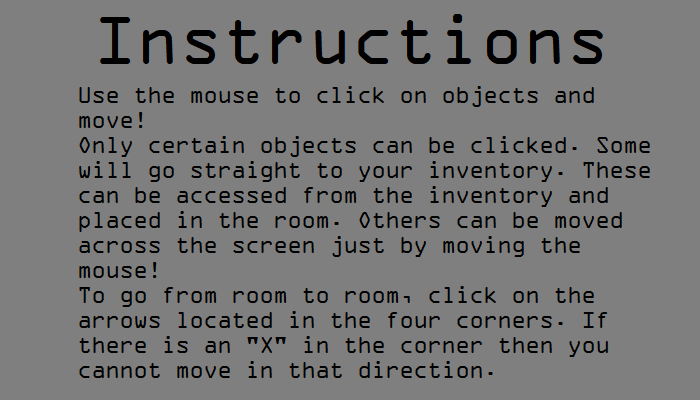 Instructions
Use the mouse to click on objects and
move!
Only certain objects can be clicked. Some
will go straight to your inventory. These
can be accessed from the inventory and
placed in the room. Others can be moved
across the screen just by moving the
mouse!
To go from room to room, click on the
arrows located in the four corners. If
there is an "X" in the corner then you
cannot move in that direction.